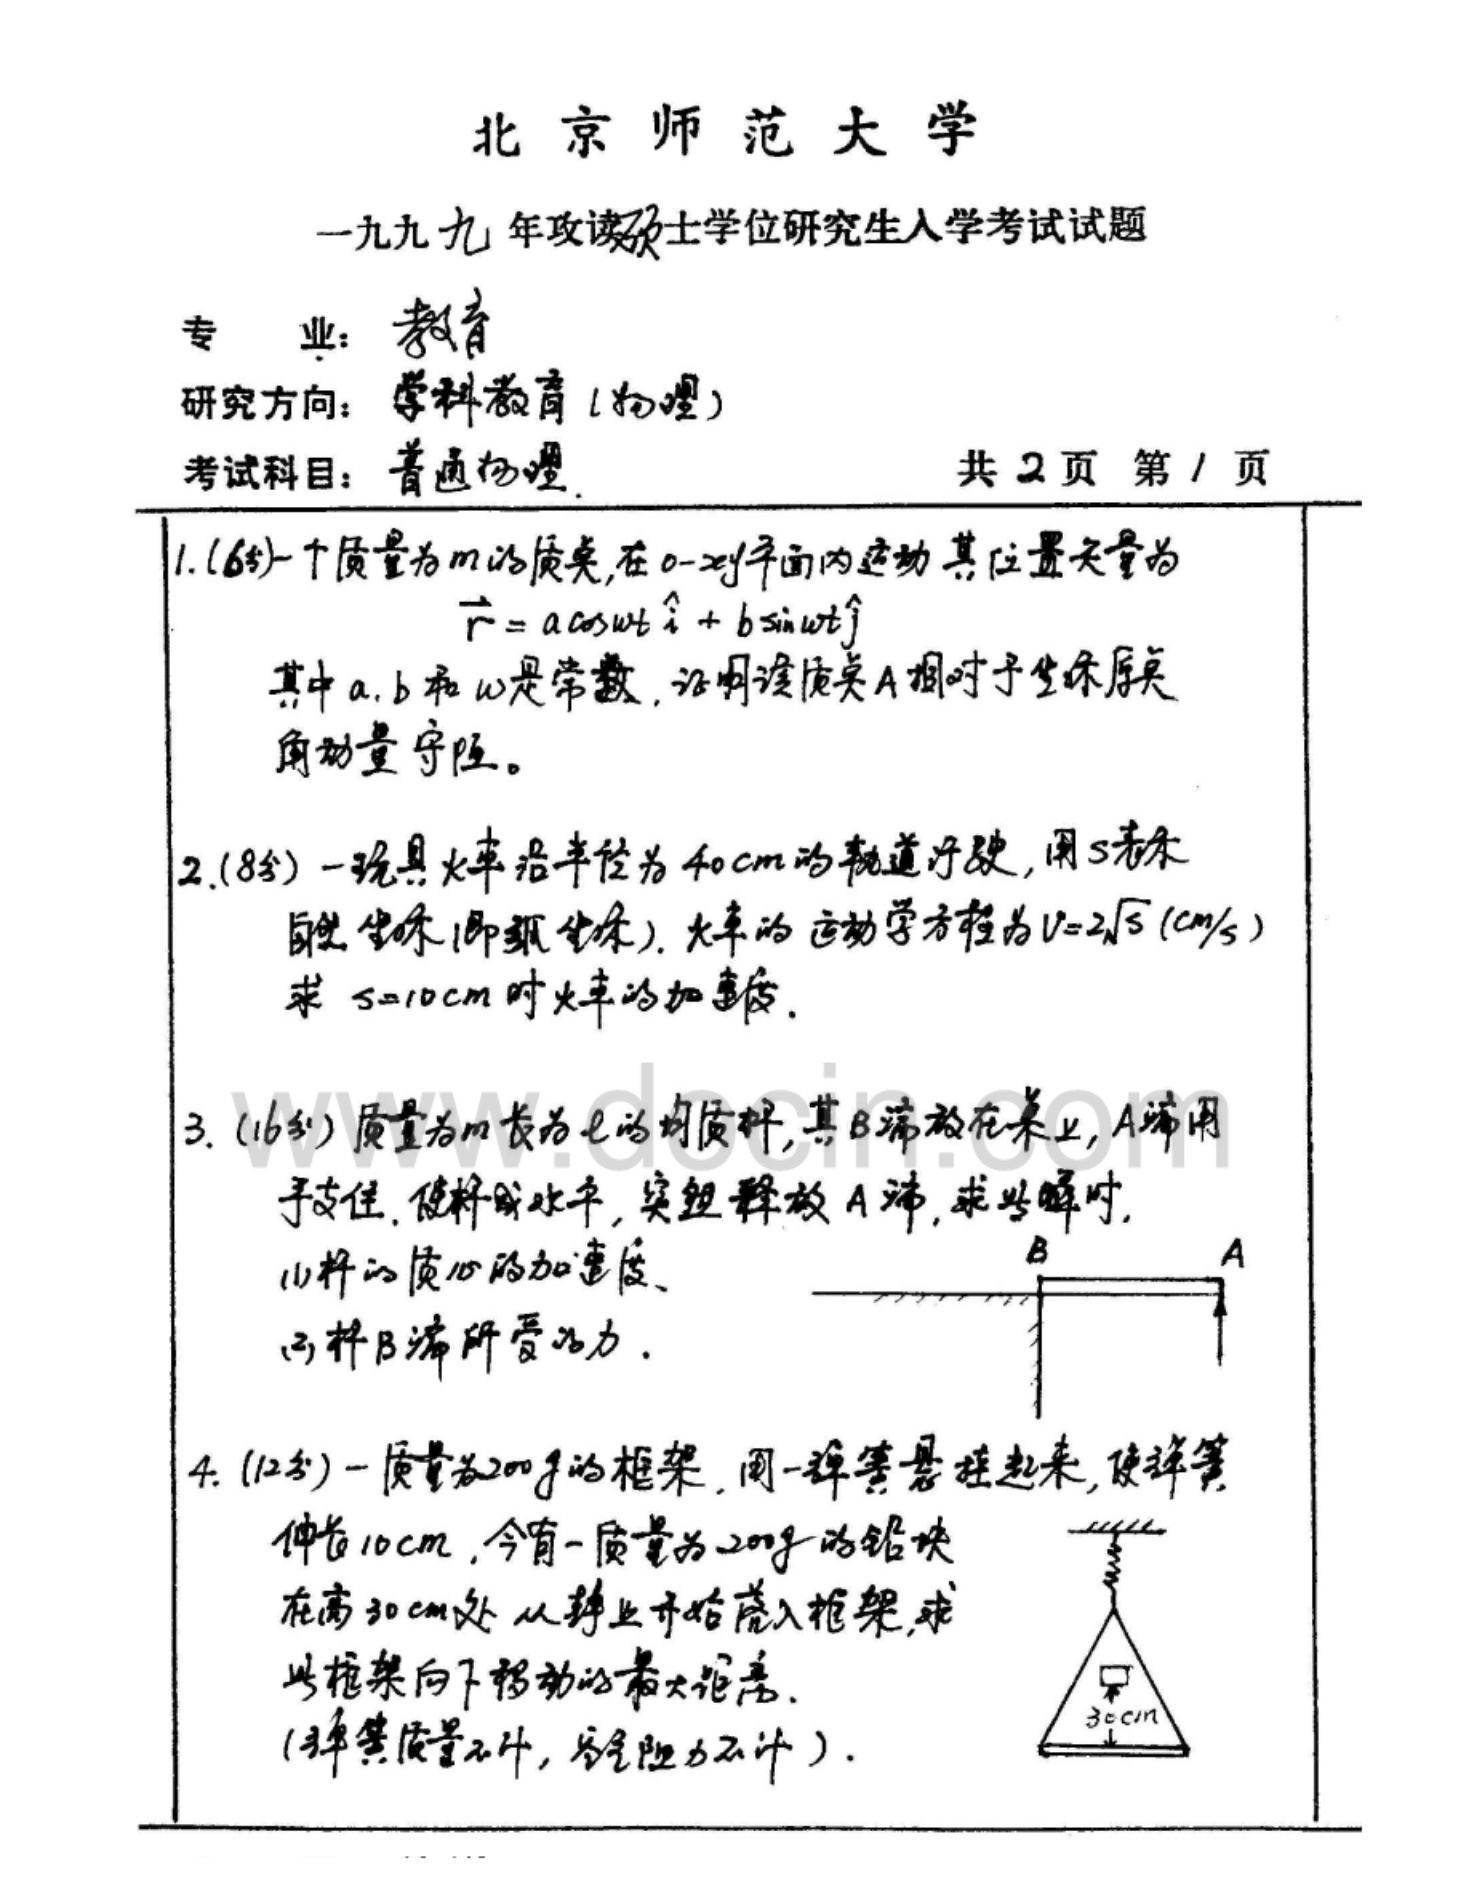 北京师范大学
一九九九年攻读硕士学位研究生入学考试试题
专 业：教育
研究方向：学科教育（物理）
考试科目：普通物理.
共2页 第1页
1.(6分)一个质量为m的质点,在o-xy平面内运动其位置矢量为
r⃗ = a cosωt î + b sinωt ĵ
其中a.b和ω是常数,证明该质点A相对于坐标原点
角动量守恒。
2.(8分) 一玩具火车沿半径为40cm的轨道行驶,用S表示
自然坐标(即弧坐标).火车的运动学方程为V=2√S (cm/s)
求 S=10cm时火车的加速度.
www.docin.com
3. (16分) 质量为m长为ℓ的均质杆,其B端放在桌上,A端用
手支住.使杆成水平,突然释放A端,求此瞬时.
(1)杆的质心的加速度、
(2)杆B端所受的力.
B A
4. (12分)一质量为200g的框架,用一弹簧悬挂起来,使弹簧
伸长10cm,今有一质量为200g的铅块
在高30cm处从静止开始落入框架,求
此框架向下移动的最大距离.
(弹簧质量不计,空气阻力不计).
30cm